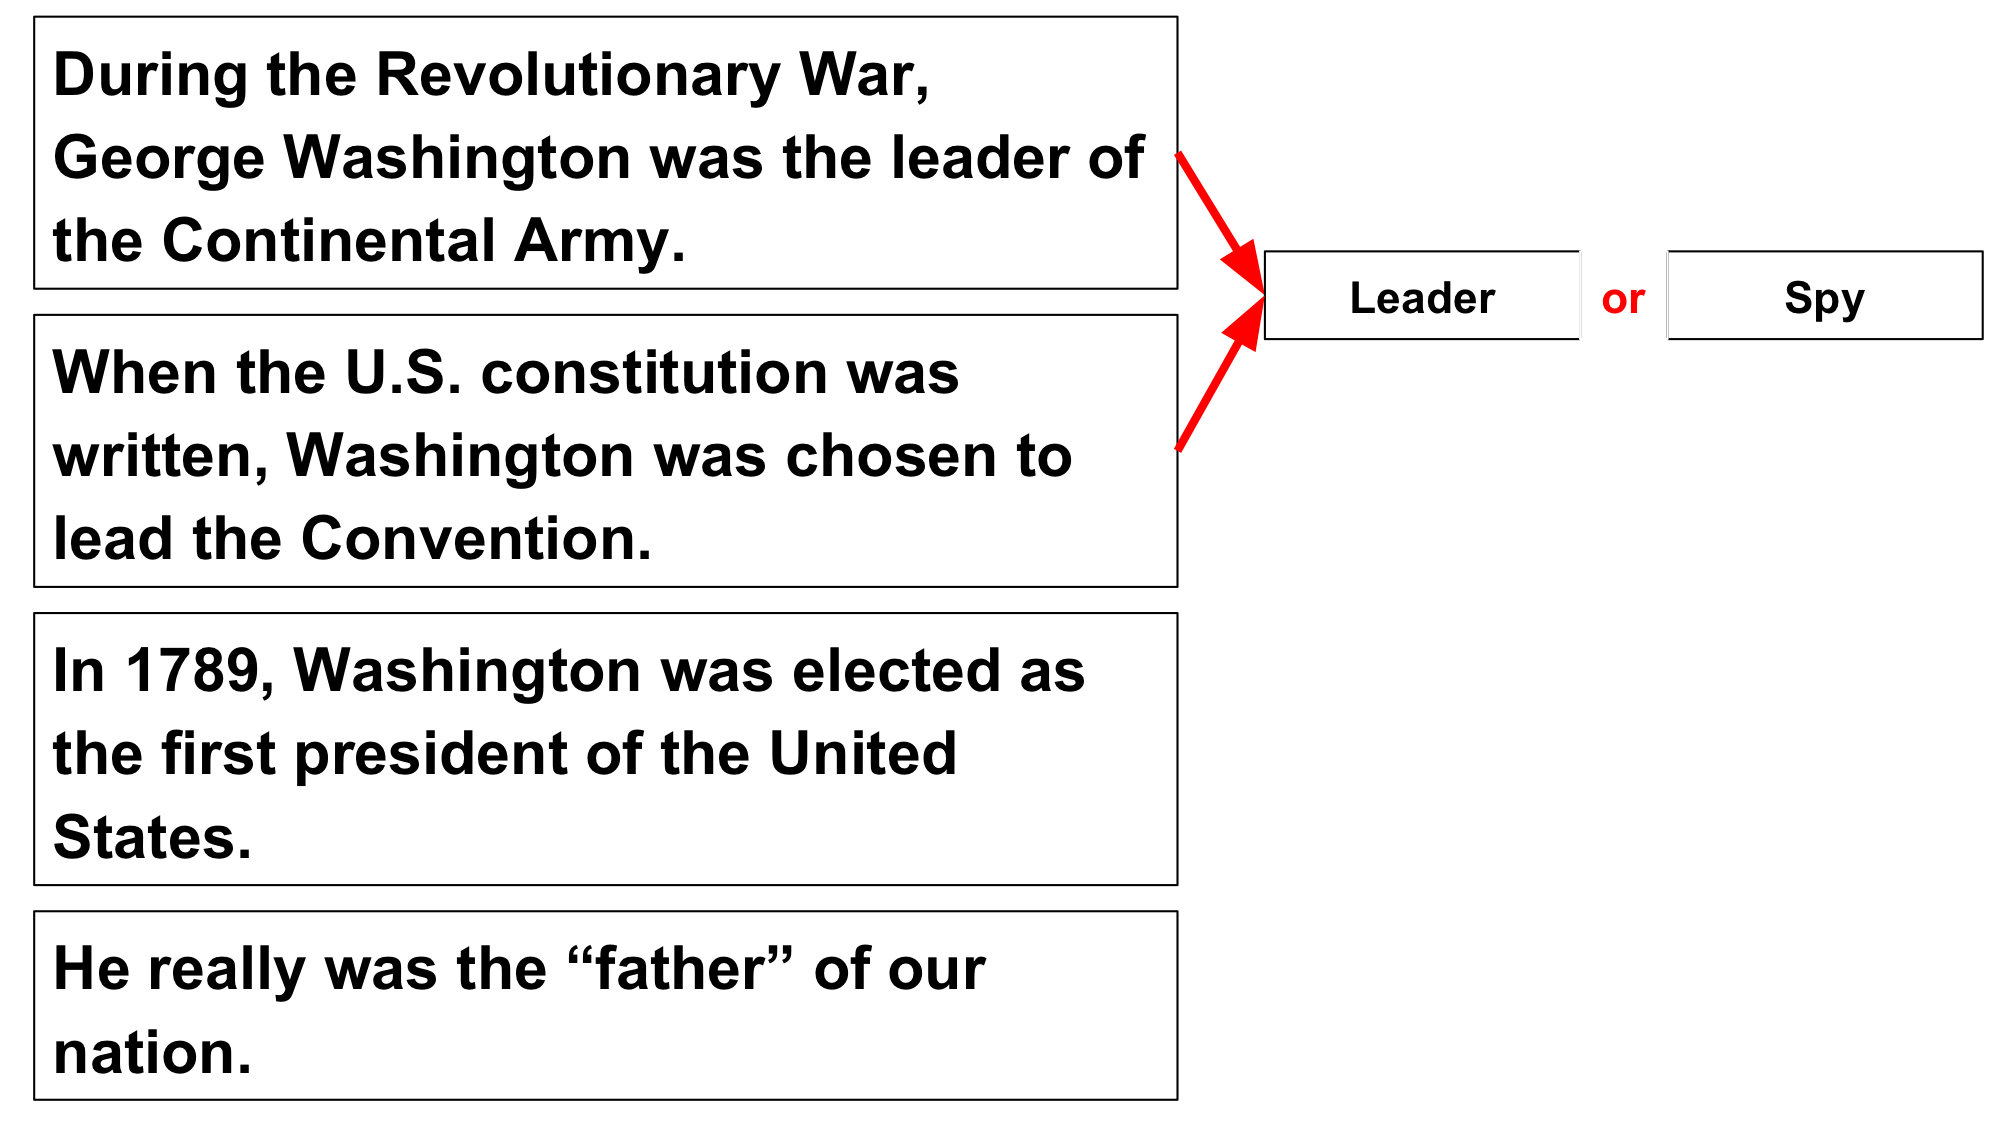 During the Revolutionary War,
George Washington was the leader of
the Continental Army.
Leader or Spy
When the U.S. constitution was
written, Washington was chosen to
lead the Convention.
In 1789, Washington was elected as
the first president of the United
States.
He really was the “father” of our
nation.